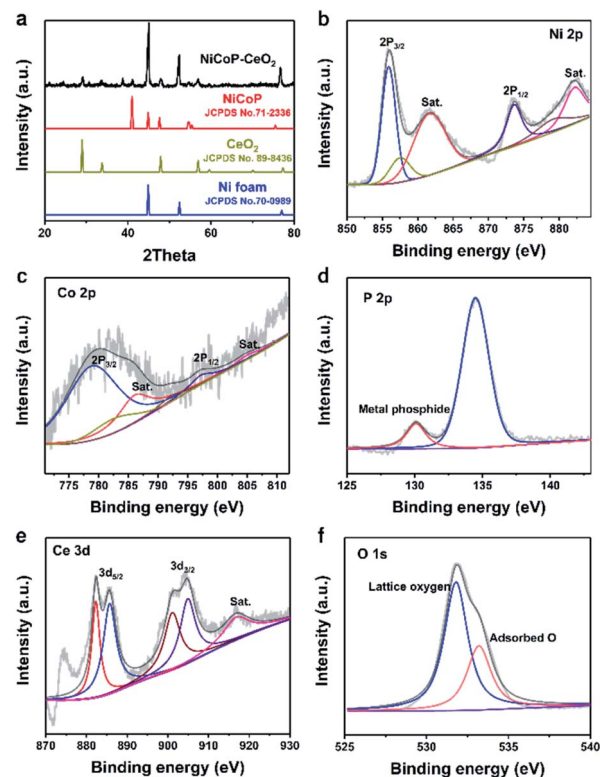 a
Intensity (a.u.)
NiCoP-CeO₂
NiCoP
JCPDS No.71-2336
CeO₂
JCPDS No. 89-8436
Ni foam
JCPDS No.70-0989
20 40 60 80
2Theta
b
Intensity (a.u.)
Ni 2p
2P₃/₂
Sat.
2P₁/₂
Sat.
850 855 860 865 870 875 880
Binding energy (eV)
c
Intensity (a.u.)
Co 2p
2P₃/₂
Sat.
2P₁/₂
Sat.
775 780 785 790 795 800 805 810
Binding energy (eV)
d
Intensity (a.u.)
P 2p
Metal phosphide
125 130 135 140
Binding energy (eV)
e
Intensity (a.u.)
Ce 3d
3d₅/₂
3d₃/₂
Sat.
870 880 890 900 910 920 930
Binding energy (eV)
f
Intensity (a.u.)
O 1s
Lattice oxygen
Adsorbed O
525 530 535 540
Binding energy (eV)